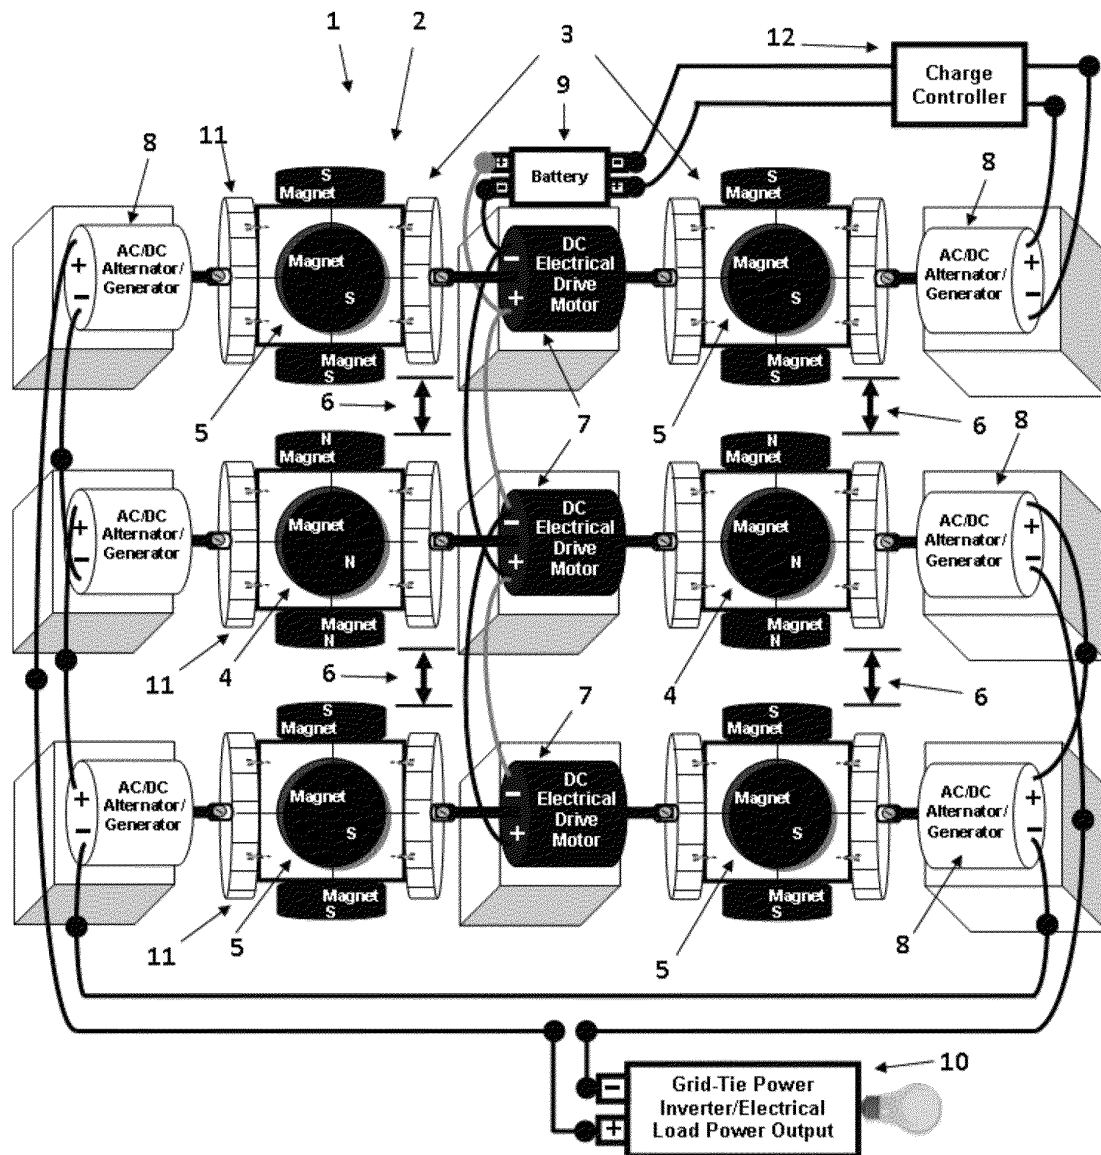 1
2
3
12
Charge
Controller
9
8
11
S
Magnet
+
−
Battery
−
+
S
Magnet
8
AC/DC
Alternator/
Generator
+
−
Magnet
S
DC
Electrical
Drive
Motor
−
+
Magnet
S
AC/DC
Alternator/
Generator
+
−
Magnet
S
Magnet
S
5
6
7
5
6
8
N
Magnet
N
Magnet
AC/DC
Alternator/
Generator
+
−
Magnet
N
DC
Electrical
Drive
Motor
−
+
Magnet
N
AC/DC
Alternator/
Generator
+
−
Magnet
N
Magnet
N
11
4
6
7
4
6
S
Magnet
S
Magnet
AC/DC
Alternator/
Generator
+
−
Magnet
S
DC
Electrical
Drive
Motor
−
+
Magnet
S
AC/DC
Alternator/
Generator
+
−
Magnet
S
Magnet
S
11
5
5
8
10
−
+
Grid-Tie Power
Inverter/Electrical
Load Power Output